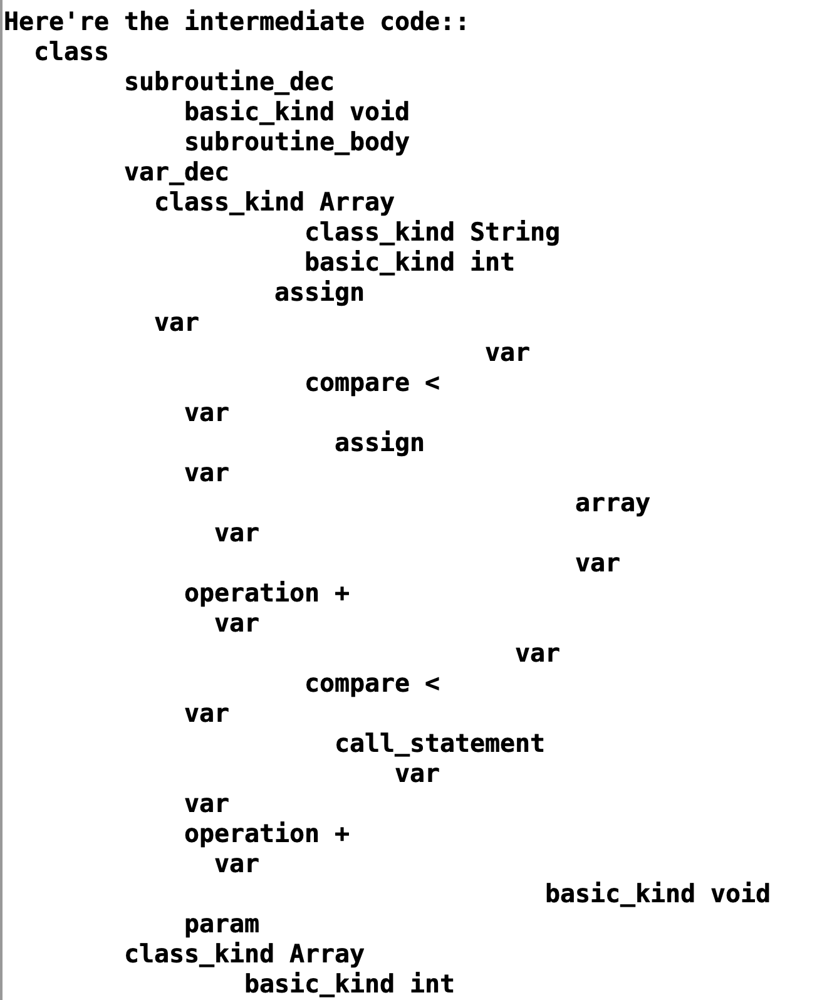 Here're the intermediate code::
class
subroutine_dec
basic_kind void
subroutine_body
var_dec
class_kind Array
class_kind String
basic_kind int
assign
var
var
compare <
var
assign
var
array
var
var
operation +
var
var
compare <
var
call_statement
var
var
operation +
var
basic_kind void
param
class_kind Array
basic_kind int